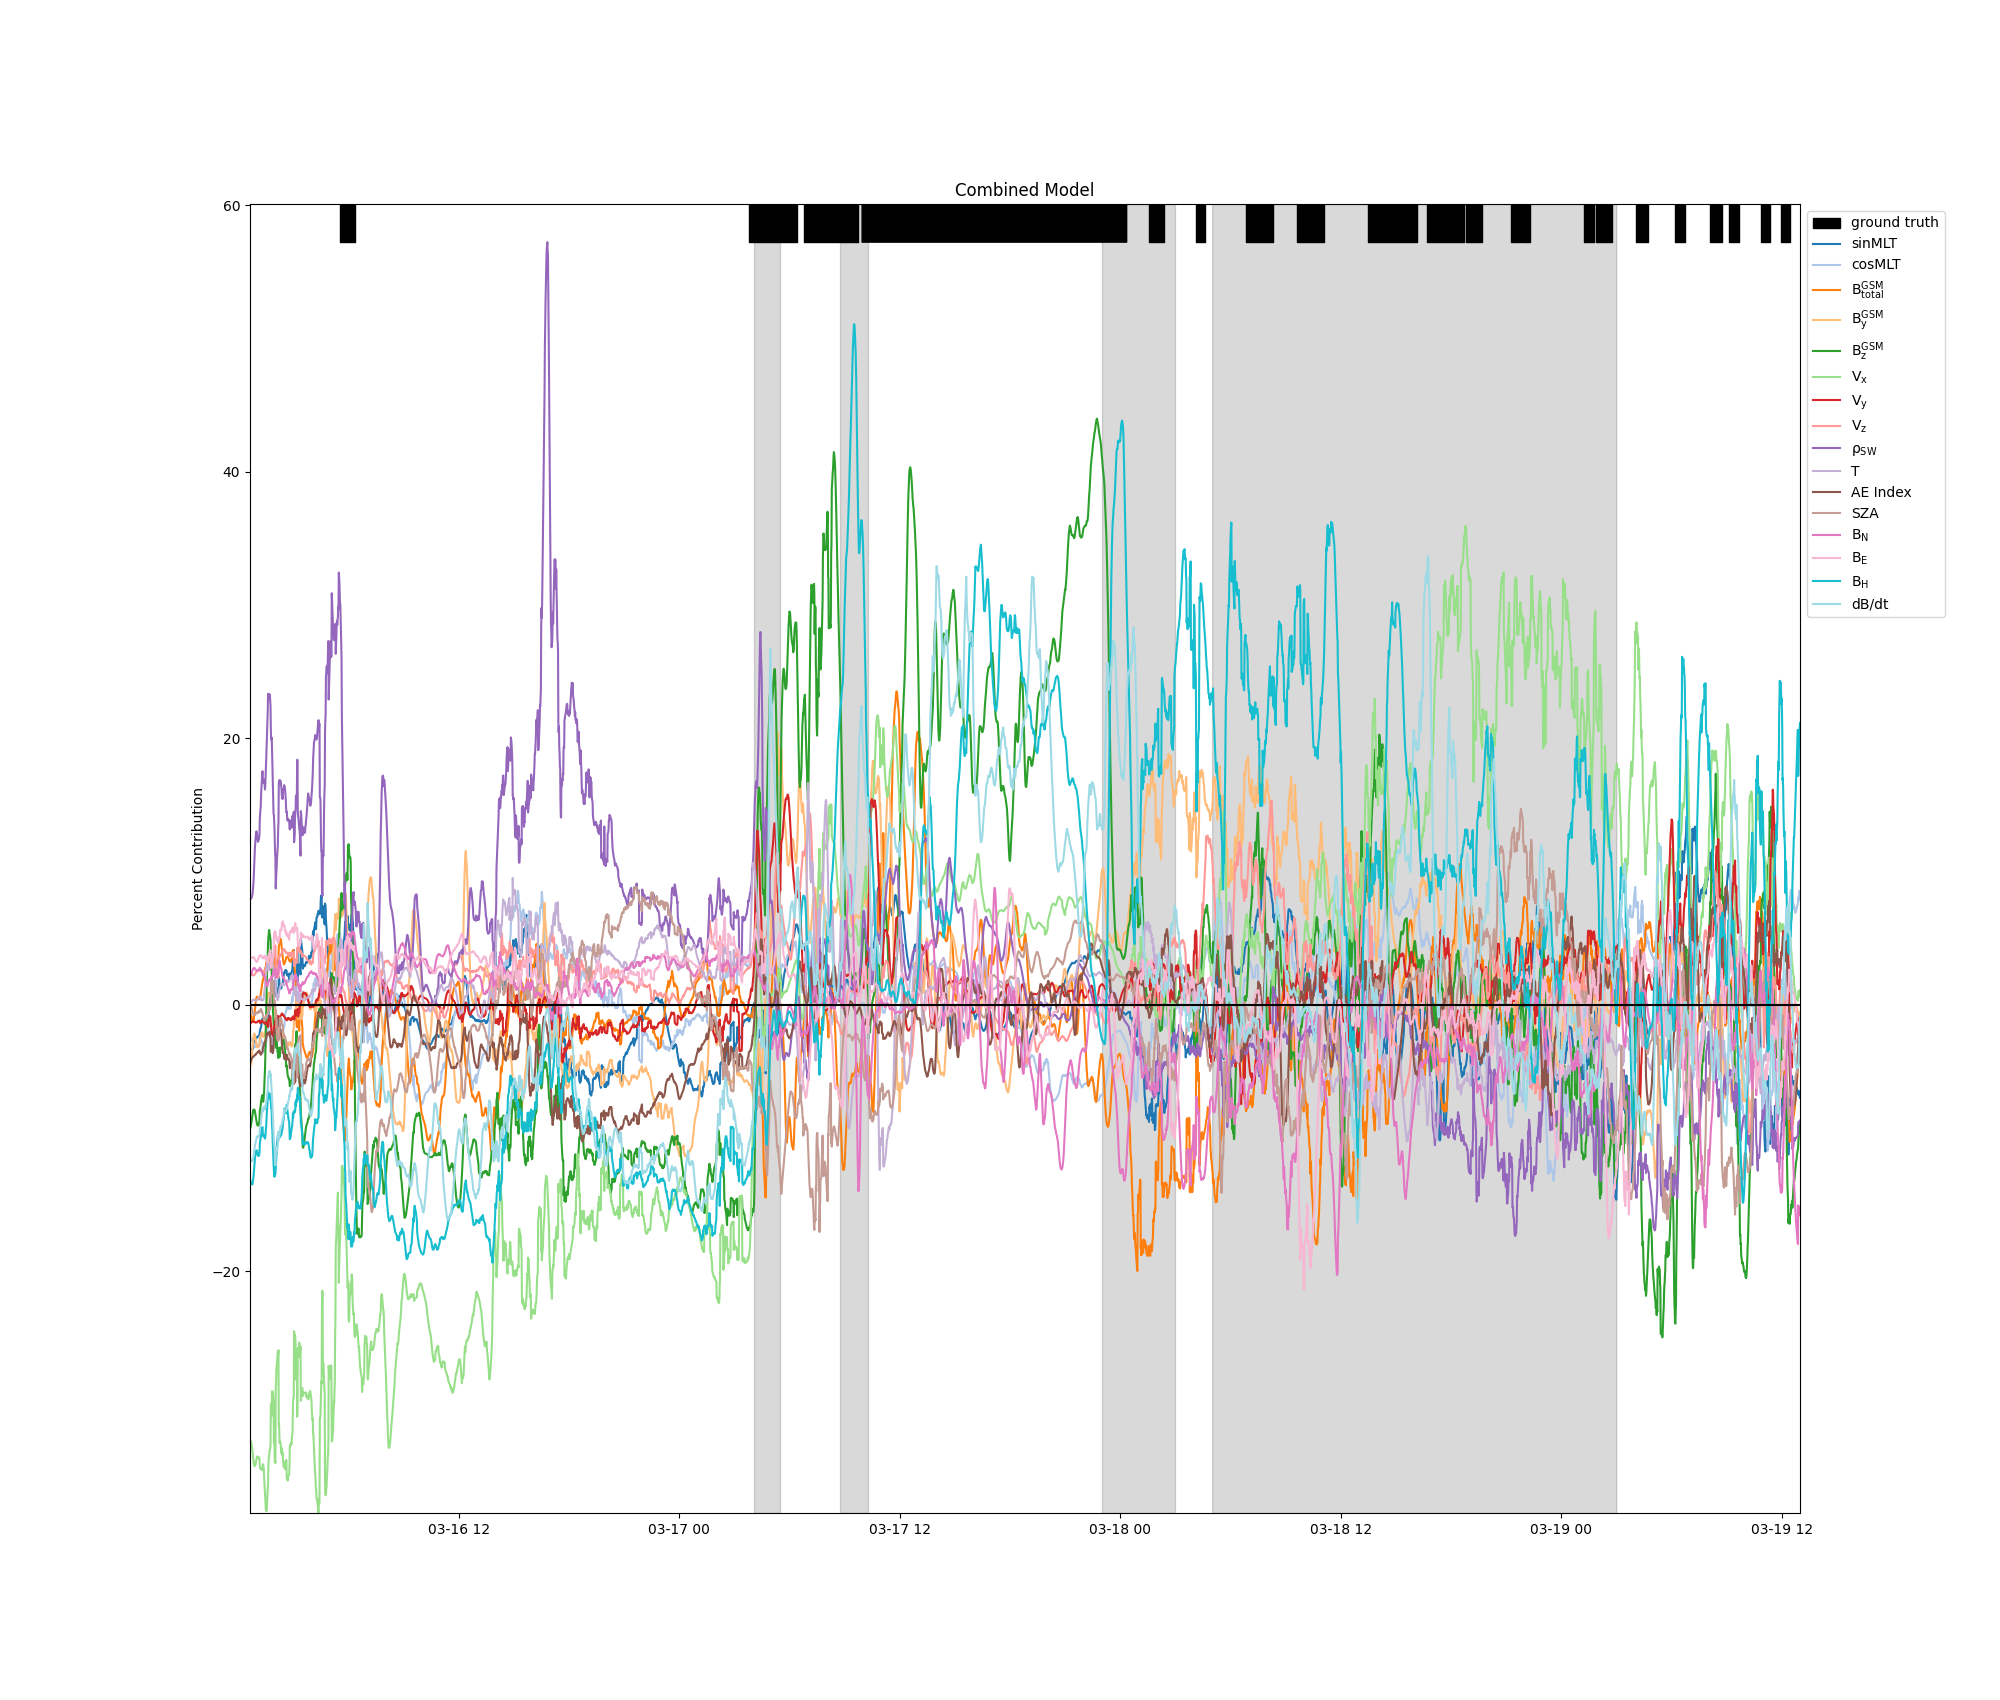 Combined Model
60
40
20
0
−20
Percent Contribution
03-16 12
03-17 00
03-17 12
03-18 00
03-18 12
03-19 00
03-19 12
ground truth
sinMLT
cosMLT
B_total^GSM
B_y^GSM
B_z^GSM
V_x
V_y
V_z
ρ_SW
T
AE Index
SZA
B_N
B_E
B_H
dB/dt